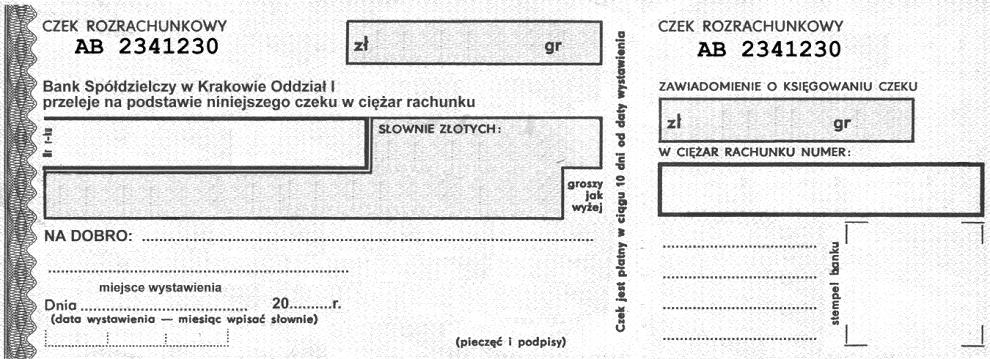 CZEK ROZRACHUNKOWY
AB 2341230
zł gr
Bank Spółdzielczy w Krakowie Oddział I
przeleje na podstawie niniejszego czeku w ciężar rachunku
Nr r-ku
SŁOWNIE ZŁOTYCH:
groszy
jak
wyżej
NA DOBRO:
miejsce wystawienia
Dnia 20..........r.
(data wystawienia — miesiąc wpisać słownie)
(pieczęć i podpisy)
Czek jest płatny w ciągu 10 dni od daty wystawienia
CZEK ROZRACHUNKOWY
AB 2341230
ZAWIADOMIENIE O KSIĘGOWANIU CZEKU
zł gr
W CIĘŻAR RACHUNKU NUMER:
stempel banku